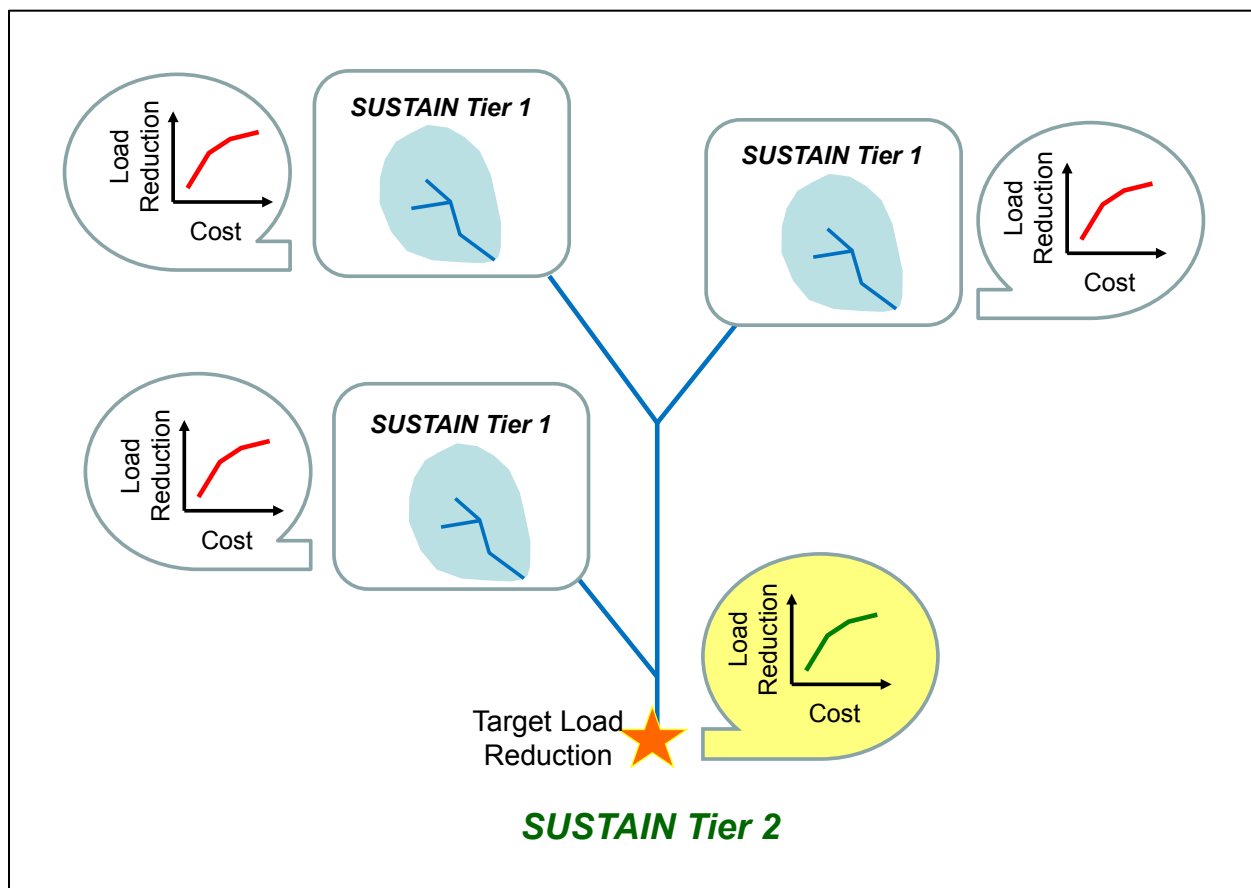 SUSTAIN Tier 1
Load
Reduction
Cost
SUSTAIN Tier 1
Load
Reduction
Cost
SUSTAIN Tier 1
Load
Reduction
Cost
Load
Reduction
Cost
Target Load
Reduction
SUSTAIN Tier 2